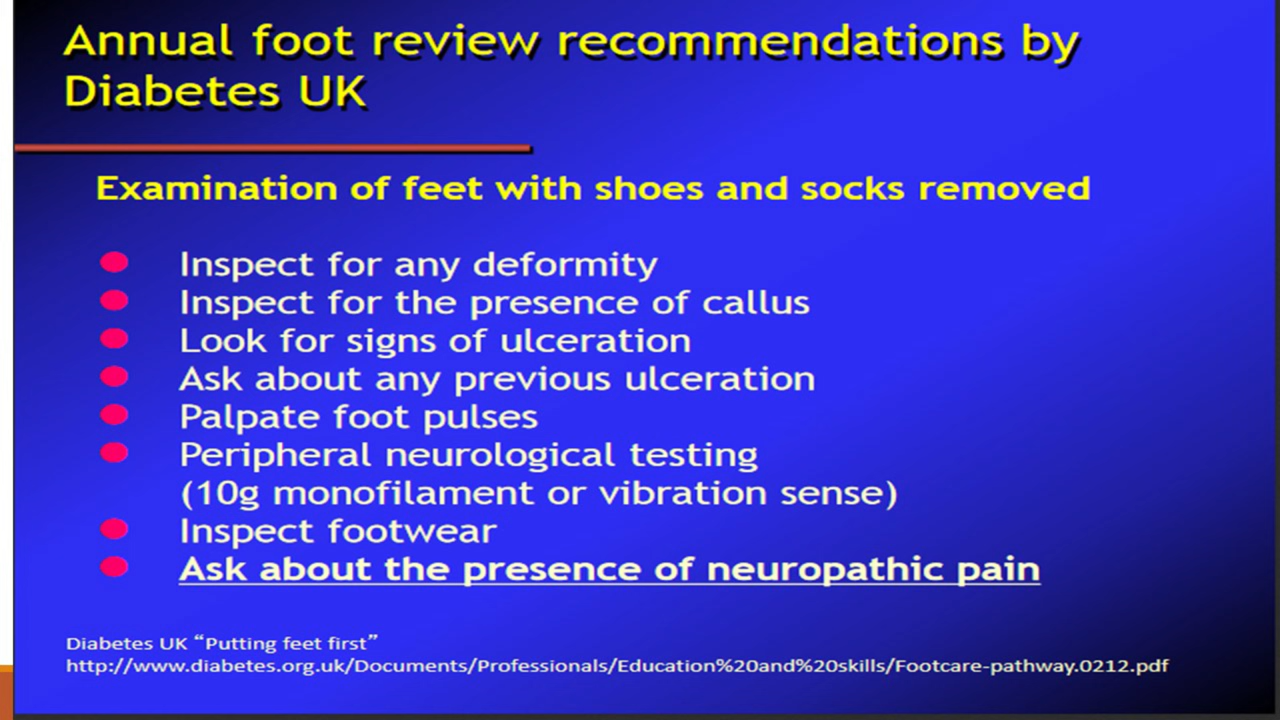 Annual foot review recommendations by
Diabetes UK
Examination of feet with shoes and socks removed
Inspect for any deformity
Inspect for the presence of callus
Look for signs of ulceration
Ask about any previous ulceration
Palpate foot pulses
Peripheral neurological testing
(10g monofilament or vibration sense)
Inspect footwear
Ask about the presence of neuropathic pain
Diabetes UK “Putting feet first”
http://www.diabetes.org.uk/Documents/Professionals/Education%20and%20skills/Footcare-pathway.0212.pdf